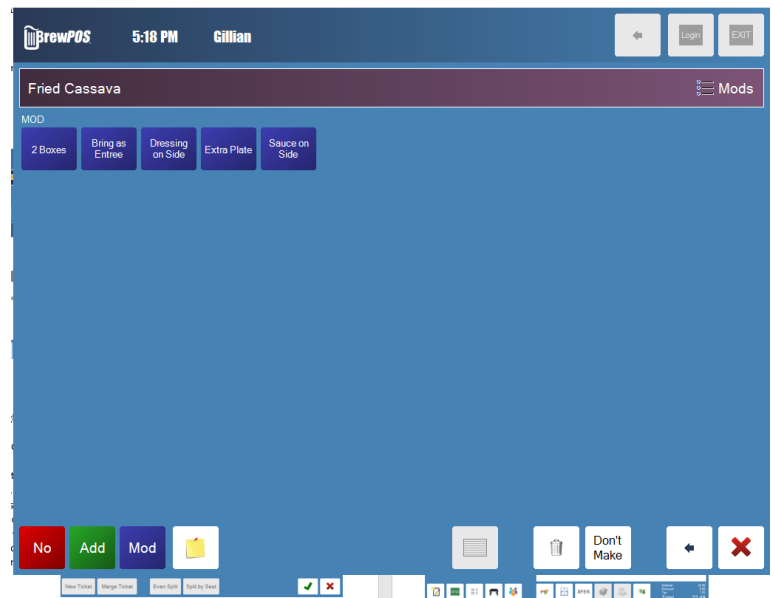 BrewPOS 5:18 PM Gillian Login EXIT
Fried Cassava Mods
MOD
2 Boxes
Bring as
Entree
Dressing
on Side
Extra Plate
Sauce on
Side
No Add Mod
Don't
Make
New Ticket Merge Ticket Even Split Split by Seat
XFER